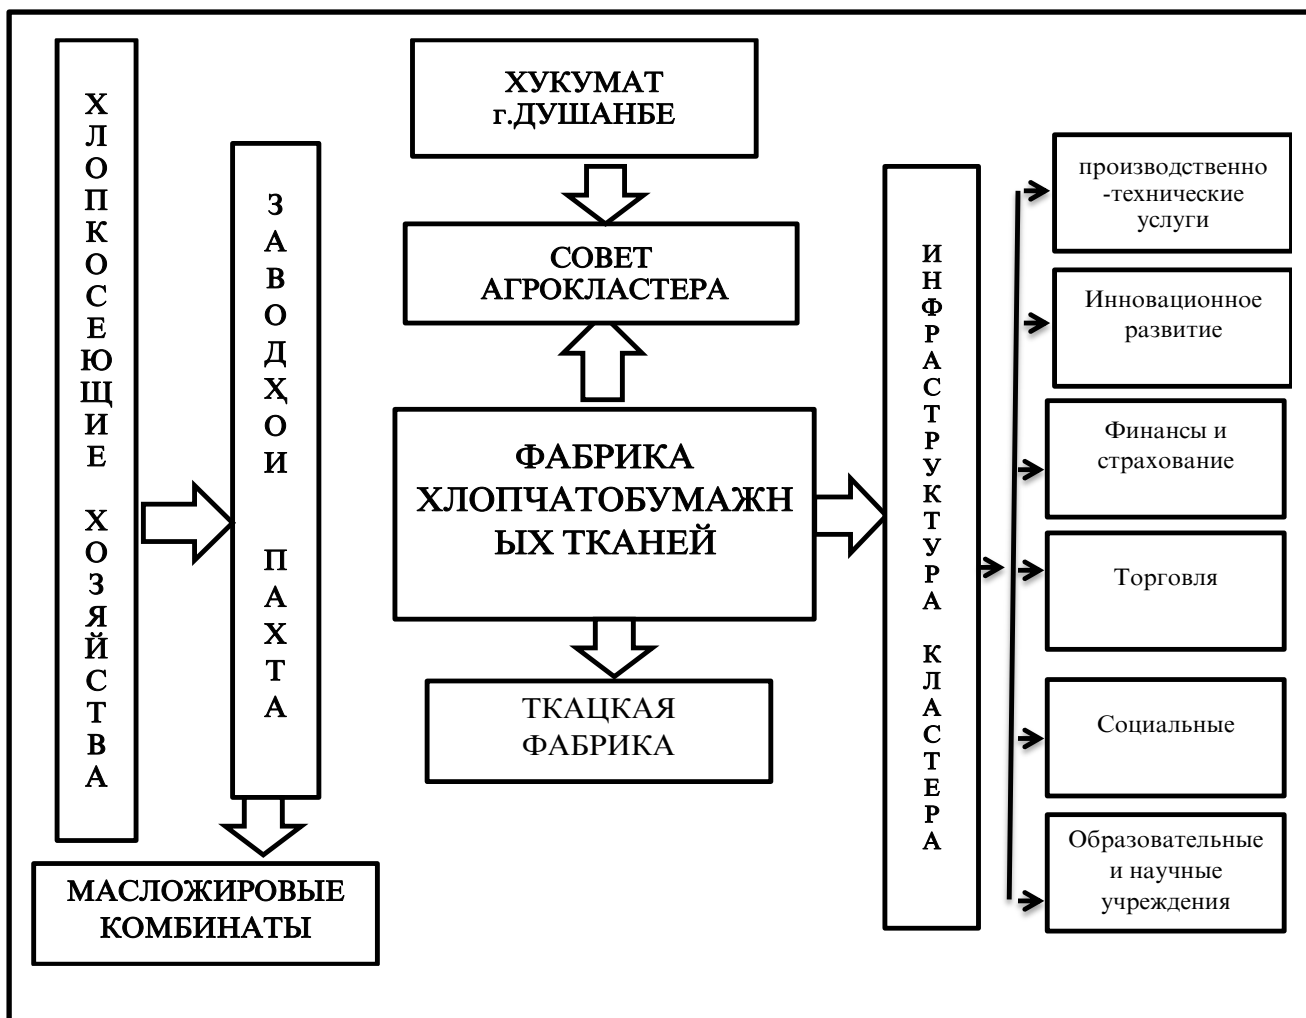 ХЛОПКОСЕЮЩИЕ ХОЗЯЙСТВА
ЗАВОДҲОИ ПАХТА
МАСЛОЖИРОВЫЕ
КОМБИНАТЫ
ХУКУМАТ
г.ДУШАНБЕ
СОВЕТ
АГРОКЛАСТЕРА
ФАБРИКА
ХЛОПЧАТОБУМАЖН
ЫХ ТКАНЕЙ
ТКАЦКАЯ
ФАБРИКА
ИНФРАСТРУКТУРА КЛАСТЕРА
производственно
-технические
услуги
Инновационное
развитие
Финансы и
страхование
Торговля
Социальные
Образовательные
и научные
учреждения